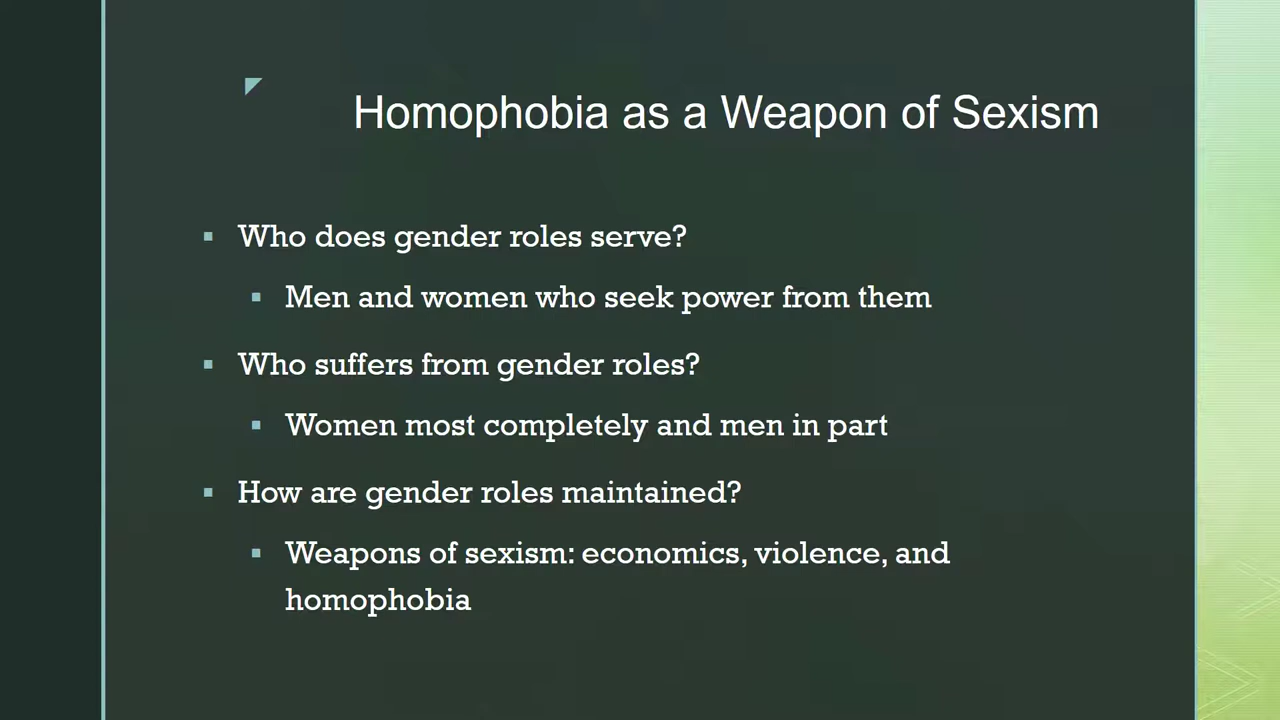 Homophobia as a Weapon of Sexism
Who does gender roles serve?
Men and women who seek power from them
Who suffers from gender roles?
Women most completely and men in part
How are gender roles maintained?
Weapons of sexism: economics, violence, and
homophobia